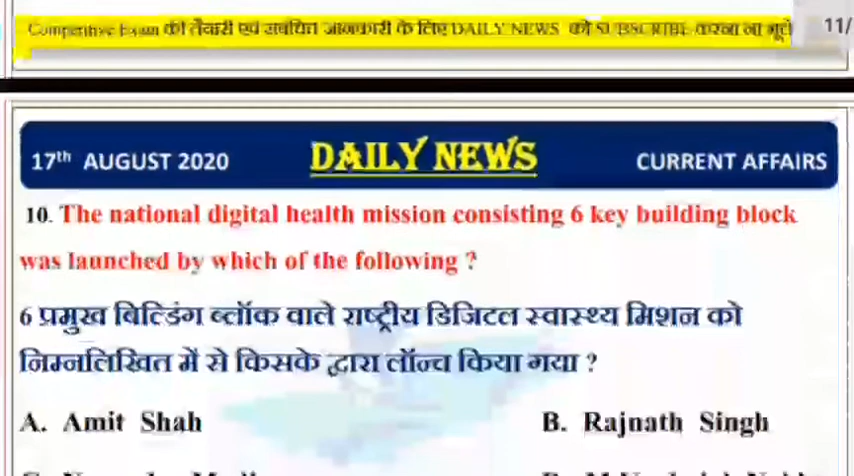 Competitive Exam की तैयारी एवं संबंधित जानकारी के लिए DAILY NEWS को SUBSCRIBE करना ना भूले
11/
17th AUGUST 2020 DAILY NEWS CURRENT AFFAIRS
10. The national digital health mission consisting 6 key building block
was launched by which of the following ?
6 प्रमुख बिल्डिंग ब्लॉक वाले राष्ट्रीय डिजिटल स्वास्थ्य मिशन को
निम्नलिखित में से किसके द्वारा लॉन्च किया गया ?
A. Amit Shah B. Rajnath Singh